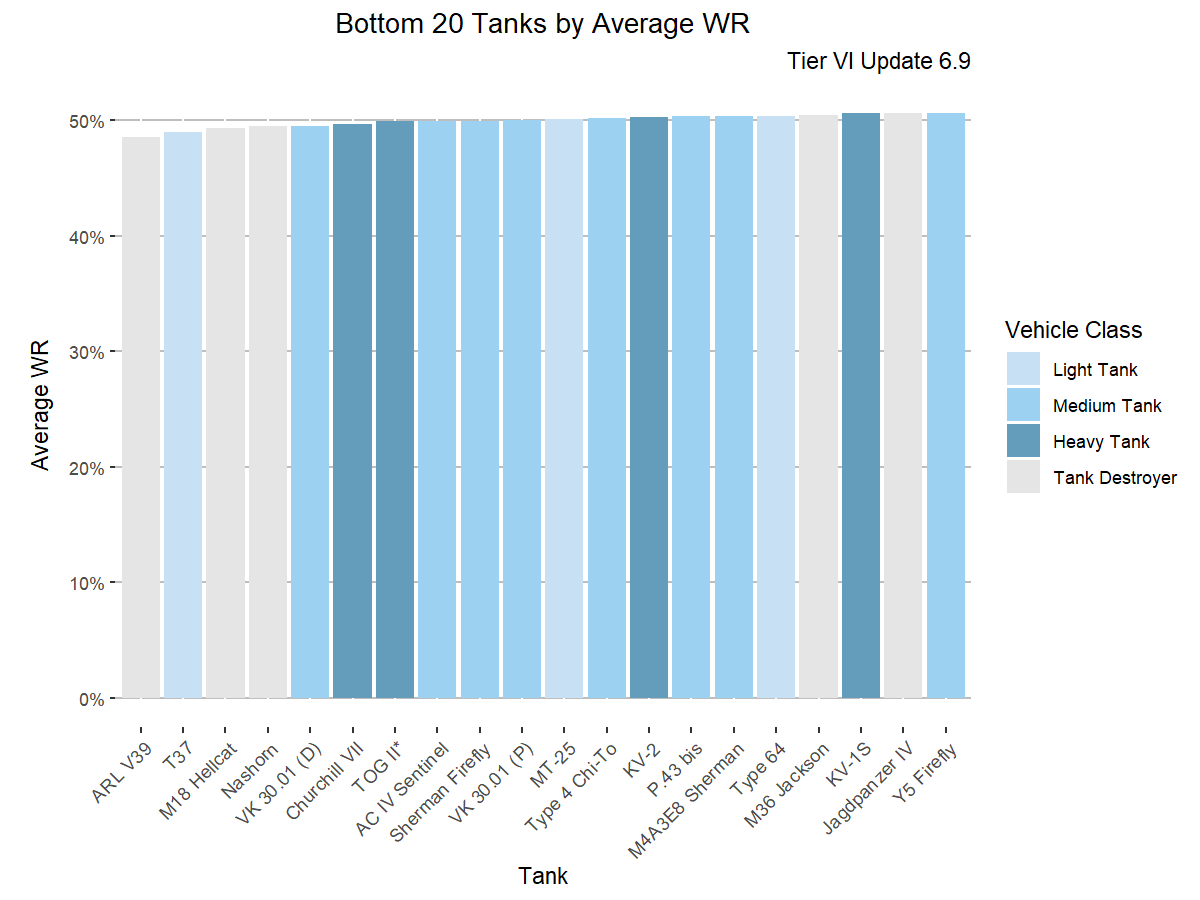 Bottom 20 Tanks by Average WR
Tier VI Update 6.9
Average WR
50%
40%
30%
20%
10%
0%
ARL V39
T37
M18 Hellcat
Nashorn
VK 30.01 (D)
Churchill VII
TOG II*
AC IV Sentinel
Sherman Firefly
VK 30.01 (P)
MT-25
Type 4 Chi-To
KV-2
P.43 bis
M4A3E8 Sherman
Type 64
M36 Jackson
KV-1S
Jagdpanzer IV
Y5 Firefly
Tank
Vehicle Class
Light Tank
Medium Tank
Heavy Tank
Tank Destroyer